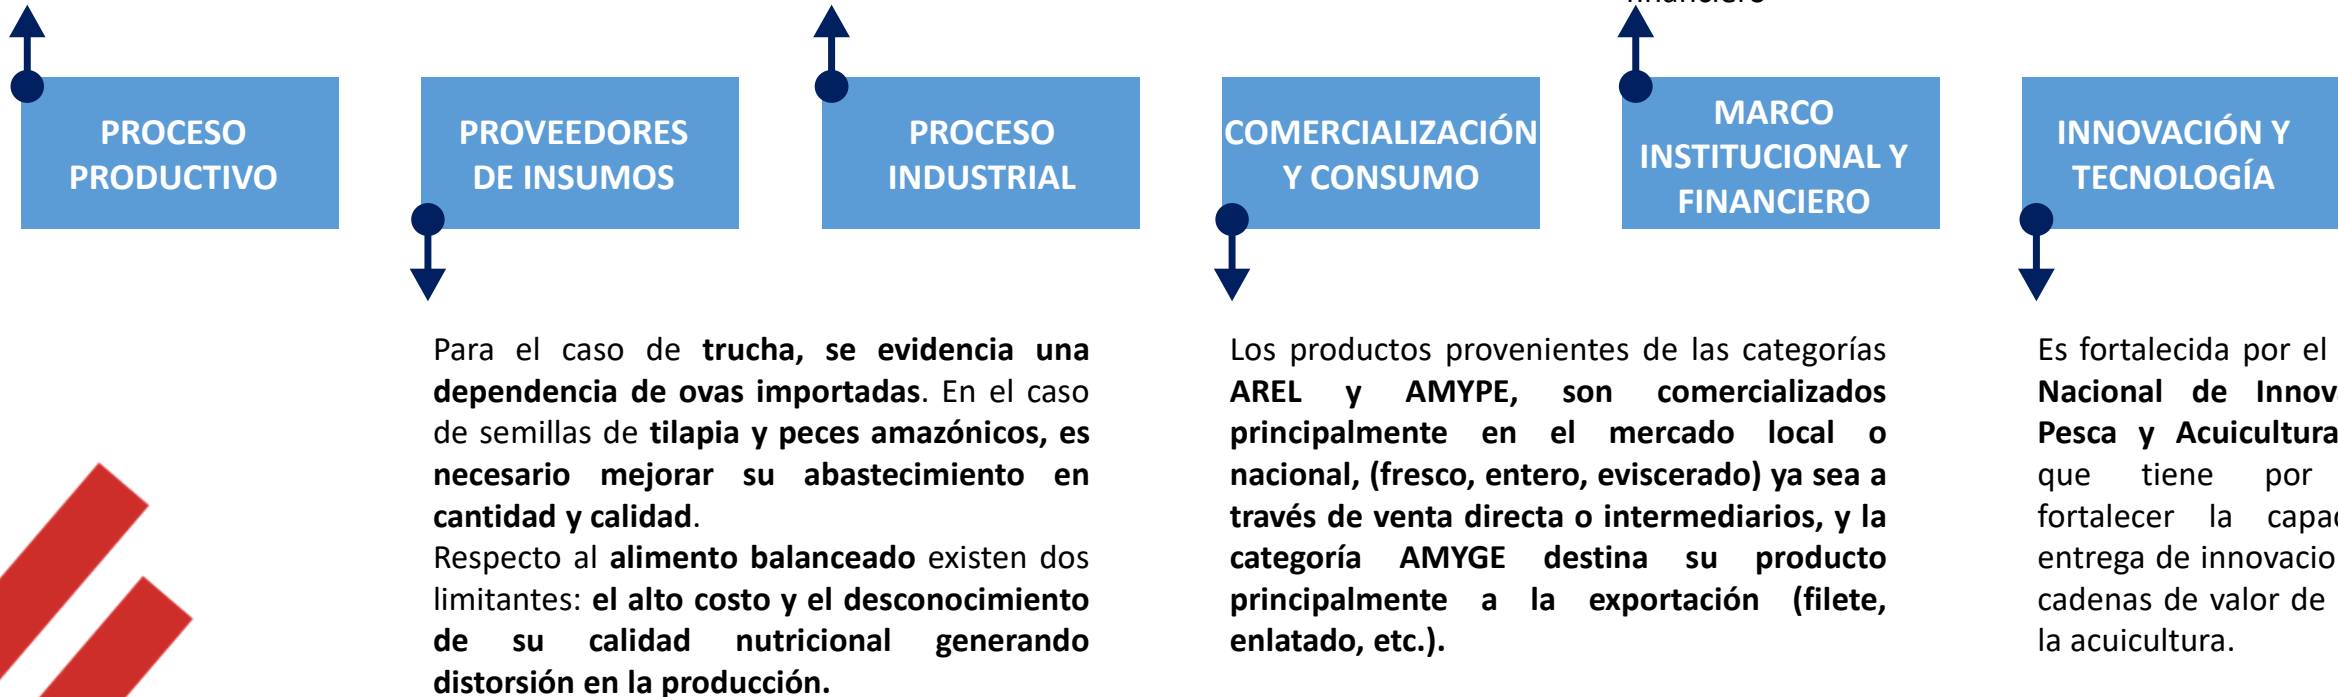 financiero
PROCESO
PRODUCTIVO
PROVEEDORES
DE INSUMOS
PROCESO
INDUSTRIAL
COMERCIALIZACIÓN
Y CONSUMO
MARCO
INSTITUCIONAL Y
FINANCIERO
INNOVACIÓN Y
TECNOLOGÍA
Para el caso de trucha, se evidencia una
dependencia de ovas importadas. En el caso
de semillas de tilapia y peces amazónicos, es
necesario mejorar su abastecimiento en
cantidad y calidad.
Respecto al alimento balanceado existen dos
limitantes: el alto costo y el desconocimiento
de su calidad nutricional generando
distorsión en la producción.
Los productos provenientes de las categorías
AREL y AMYPE, son comercializados
principalmente en el mercado local o
nacional, (fresco, entero, eviscerado) ya sea a
través de venta directa o intermediarios, y la
categoría AMYGE destina su producto
principalmente a la exportación (filete,
enlatado, etc.).
Es fortalecida por el
Nacional de Innov
Pesca y Acuicultura
que tiene por
fortalecer la capa
entrega de innovacio
cadenas de valor de
la acuicultura.